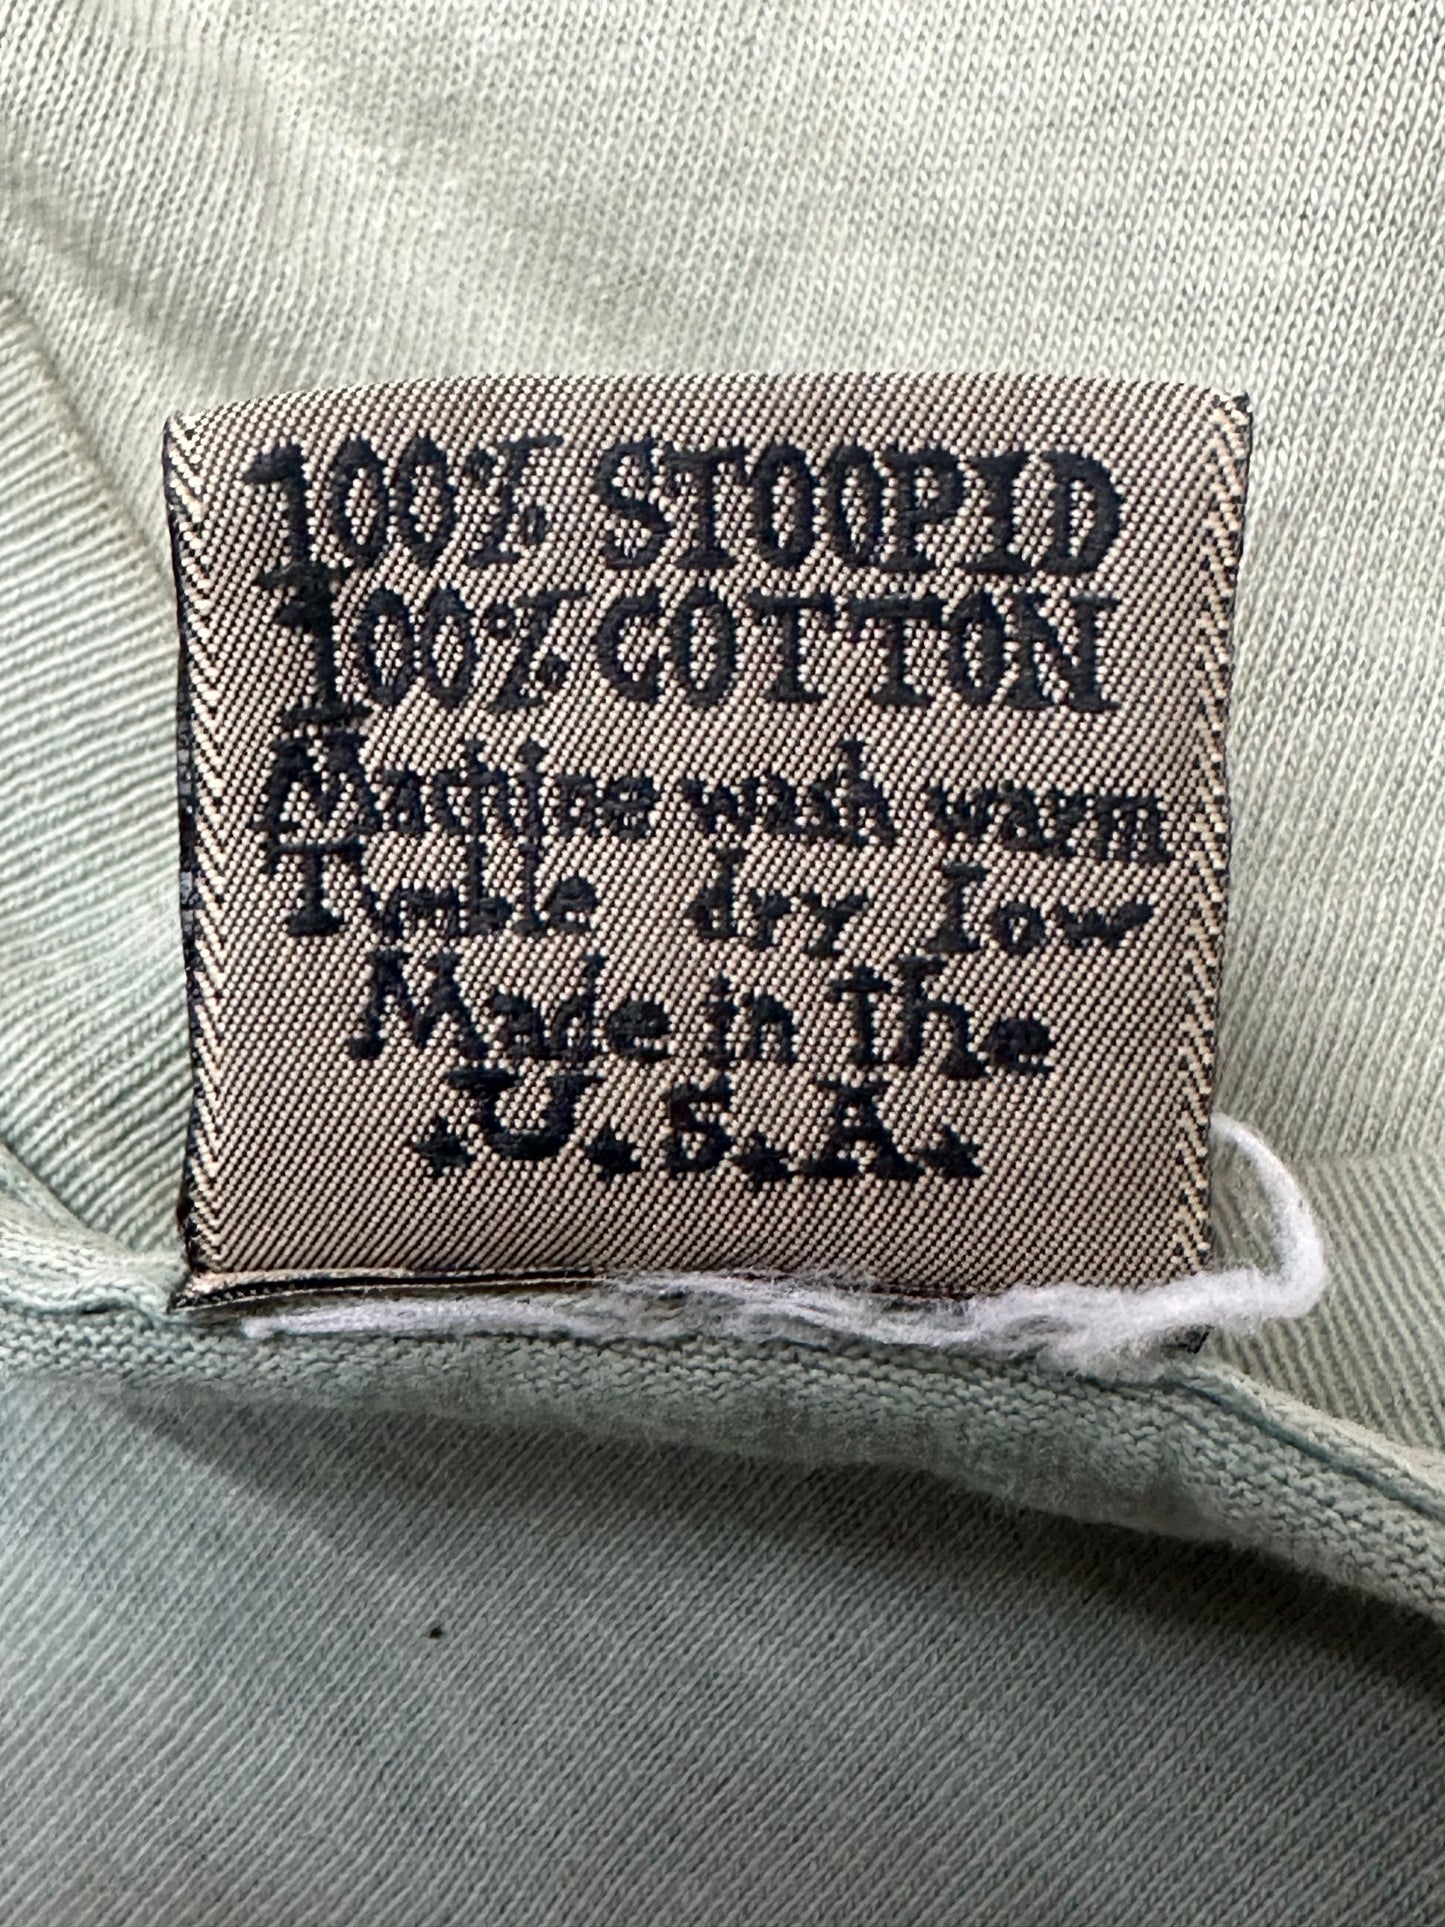 100% STOOPID
100% COTTON
Machine wash warm
Tumble dry low
Made in The
★U★S★A★